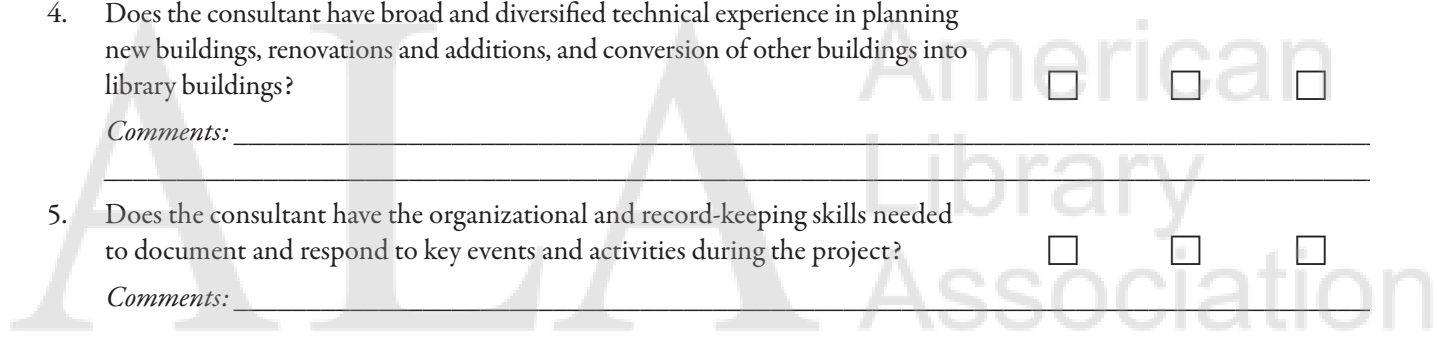 4. Does the consultant have broad and diversified technical experience in planning
new buildings, renovations and additions, and conversion of other buildings into
library buildings? ☐ ☐ ☐
Comments:
5. Does the consultant have the organizational and record-keeping skills needed
to document and respond to key events and activities during the project? ☐ ☐ ☐
Comments:
ALA American
Library
Association